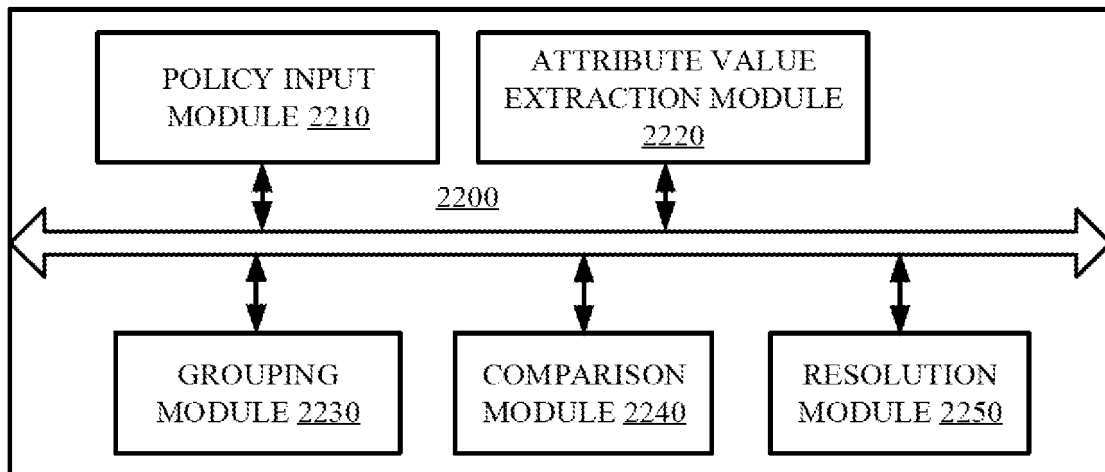 POLICY INPUT
MODULE 2210
ATTRIBUTE VALUE
EXTRACTION MODULE
2220
2200
GROUPING
MODULE 2230
COMPARISON
MODULE 2240
RESOLUTION
MODULE 2250